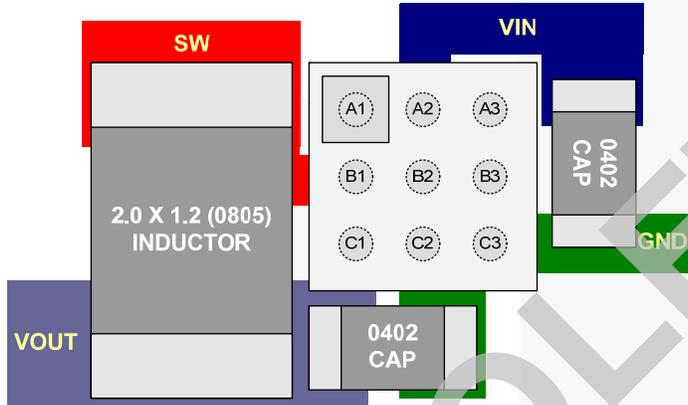 SW
VIN
A1 A2 A3
0402
CAP
B1 B2 B3
2.0 X 1.2 (0805)
INDUCTOR
C1 C2 C3
GND
VOUT
0402
CAP